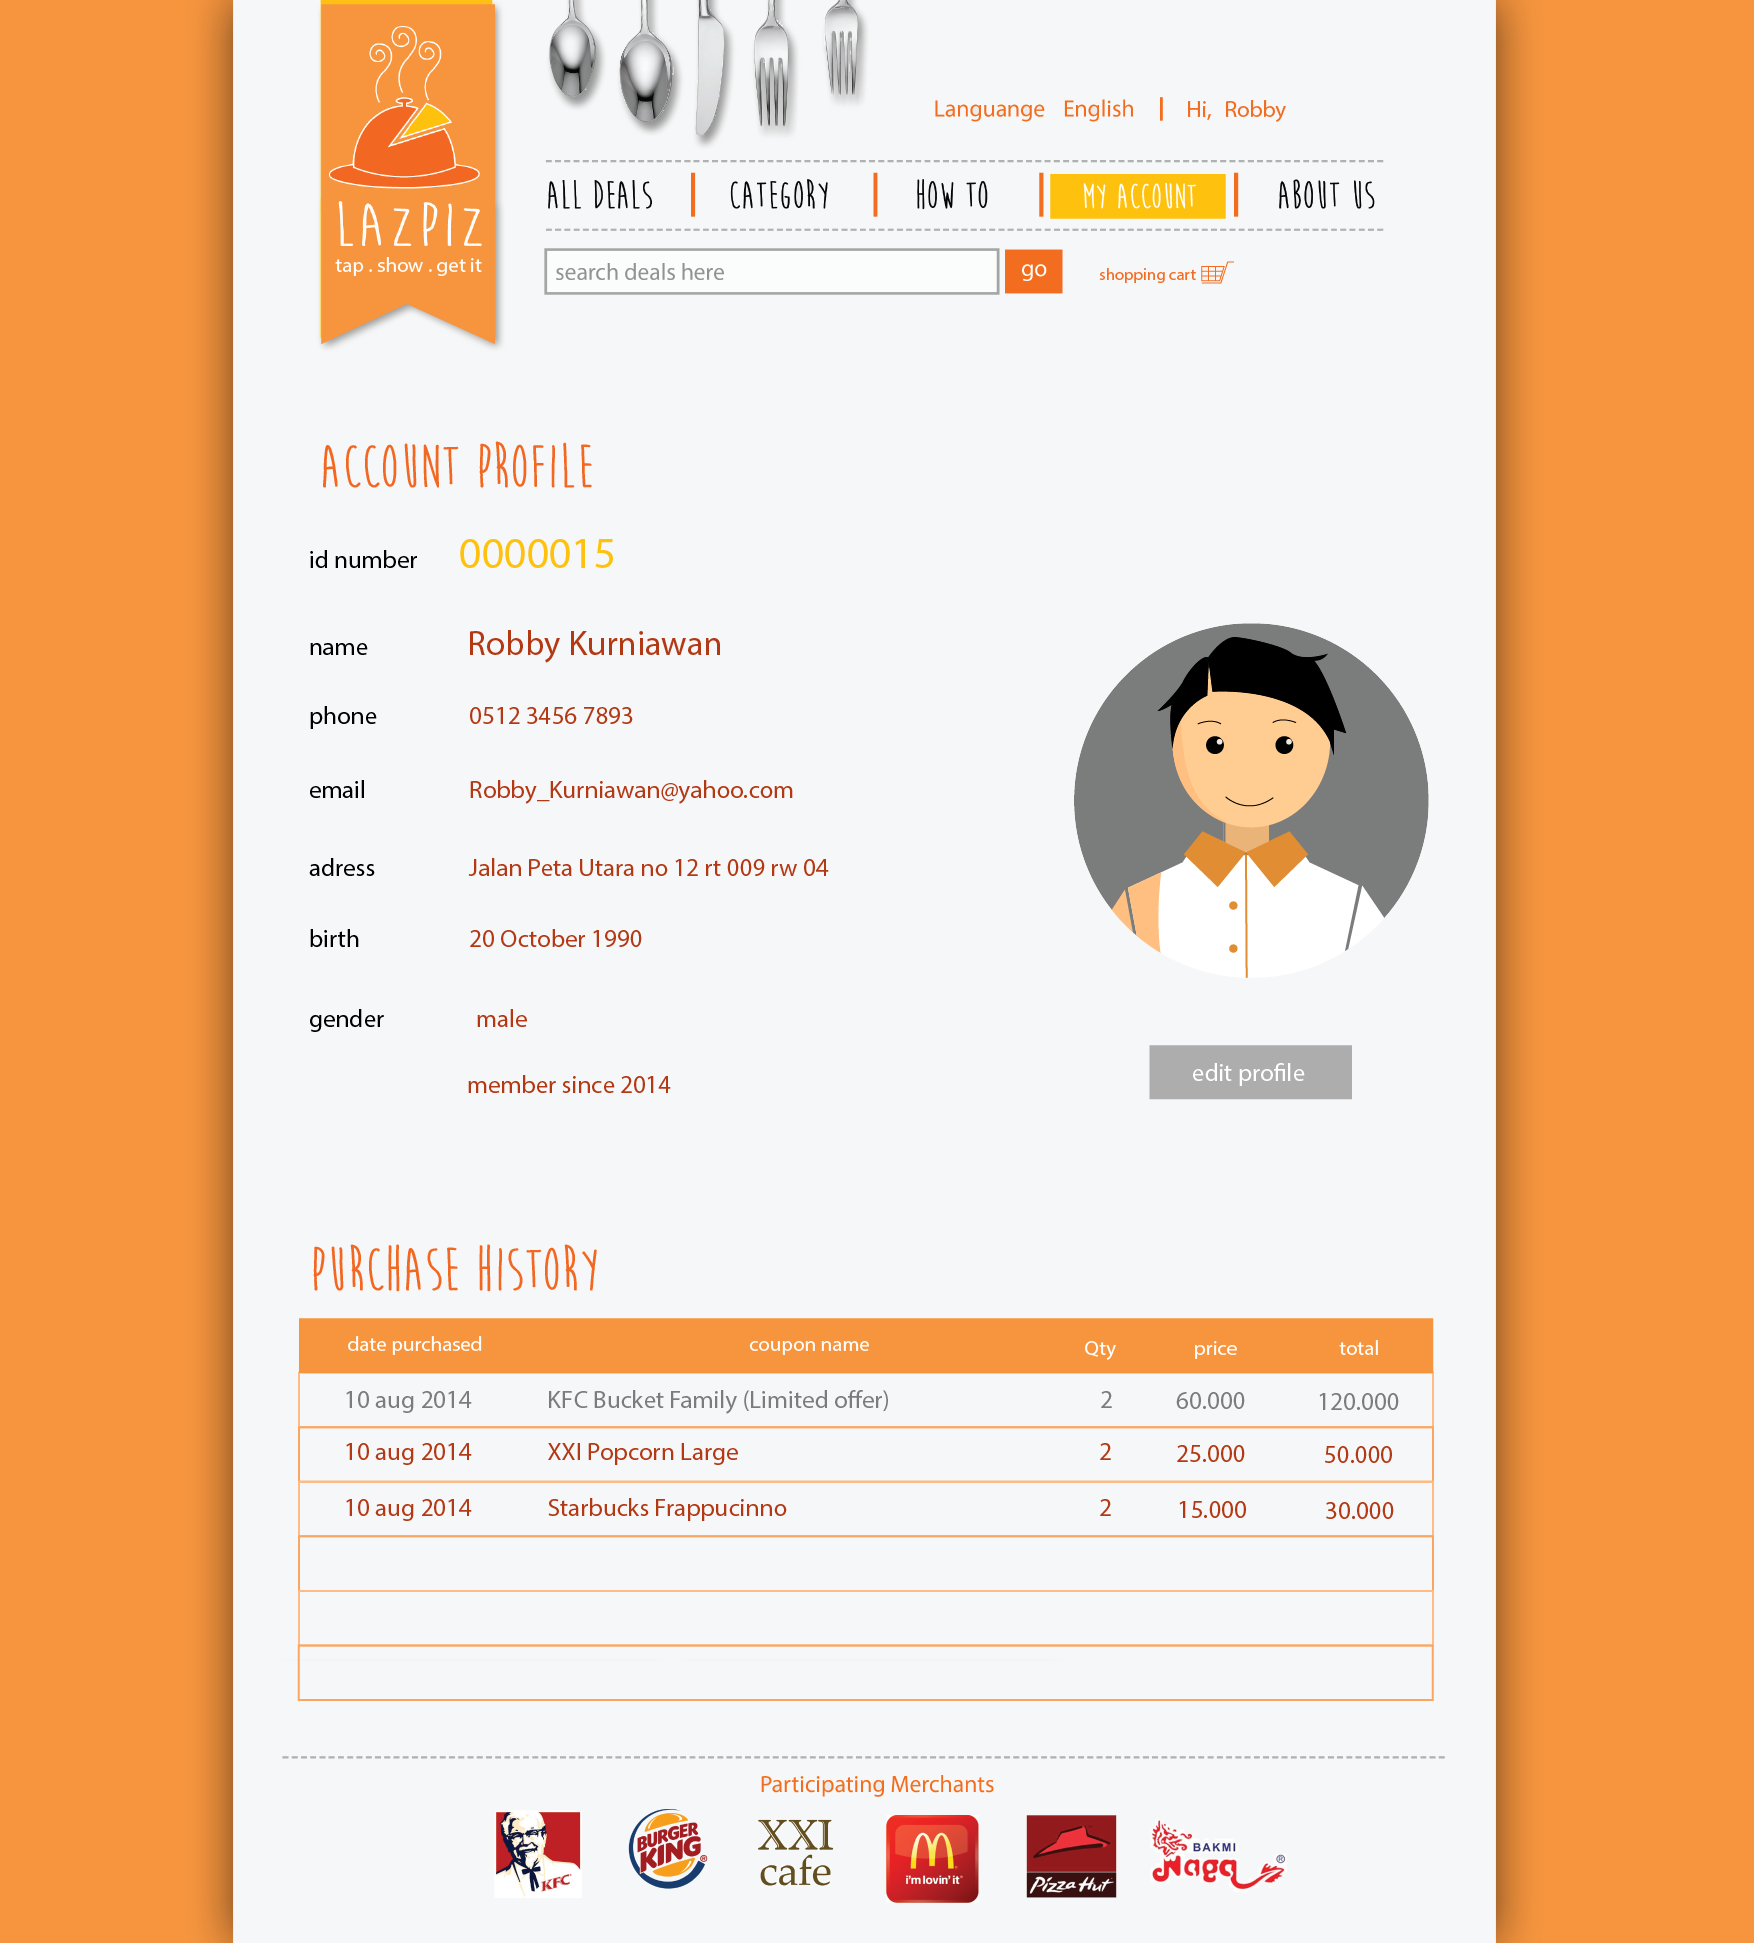 Languange English | Hi, Robby
LAZPIZ
tap . show . get it
ALL DEALS
CATEGORY
HOW TO
MY ACCOUNT
ABOUT US
search deals here
go
shopping cart
ACCOUNT PROFILE
id number 0000015
name Robby Kurniawan
phone 0512 3456 7893
email Robby_Kurniawan@yahoo.com
adress Jalan Peta Utara no 12 rt 009 rw 04
birth 20 October 1990
gender male
member since 2014
edit profile
PURCHASE HISTORY
date purchased coupon name Qty price total
10 aug 2014 KFC Bucket Family (Limited offer) 2 60.000 120.000
10 aug 2014 XXI Popcorn Large 2 25.000 50.000
10 aug 2014 Starbucks Frappucinno 2 15.000 30.000
Participating Merchants
KFC
BURGER
KING®
XXI
cafe
i'm lovin' it®
Pizza Hut
BAKMI
Naga ®